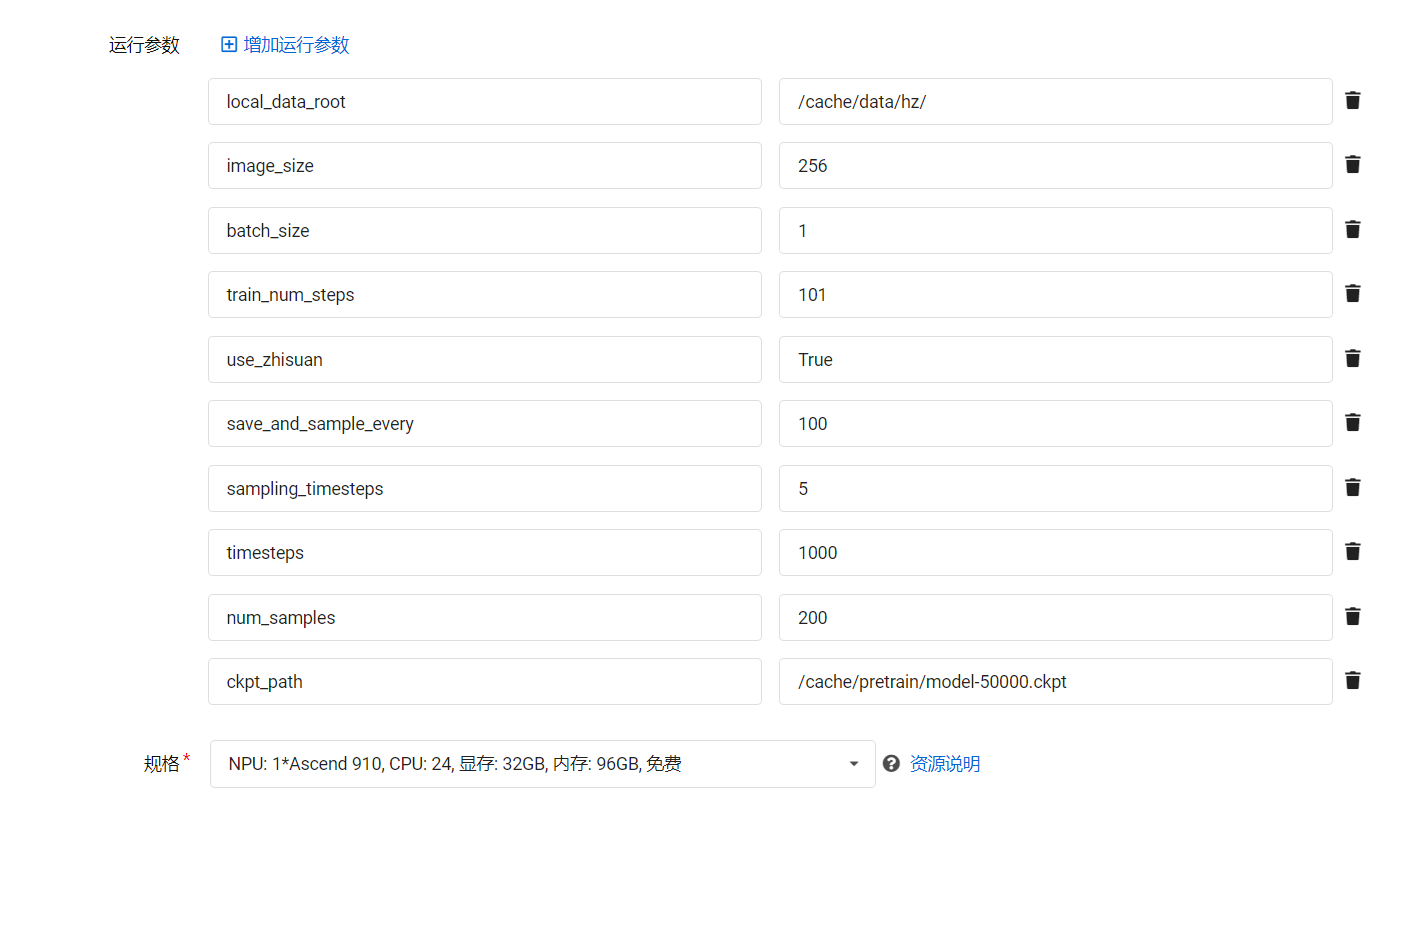 运行参数 增加运行参数
local_data_root /cache/data/hz/
image_size 256
batch_size 1
train_num_steps 101
use_zhisuan True
save_and_sample_every 100
sampling_timesteps 5
timesteps 1000
num_samples 200
ckpt_path /cache/pretrain/model-50000.ckpt
规格* NPU: 1*Ascend 910, CPU: 24, 显存: 32GB, 内存: 96GB, 免费 资源说明